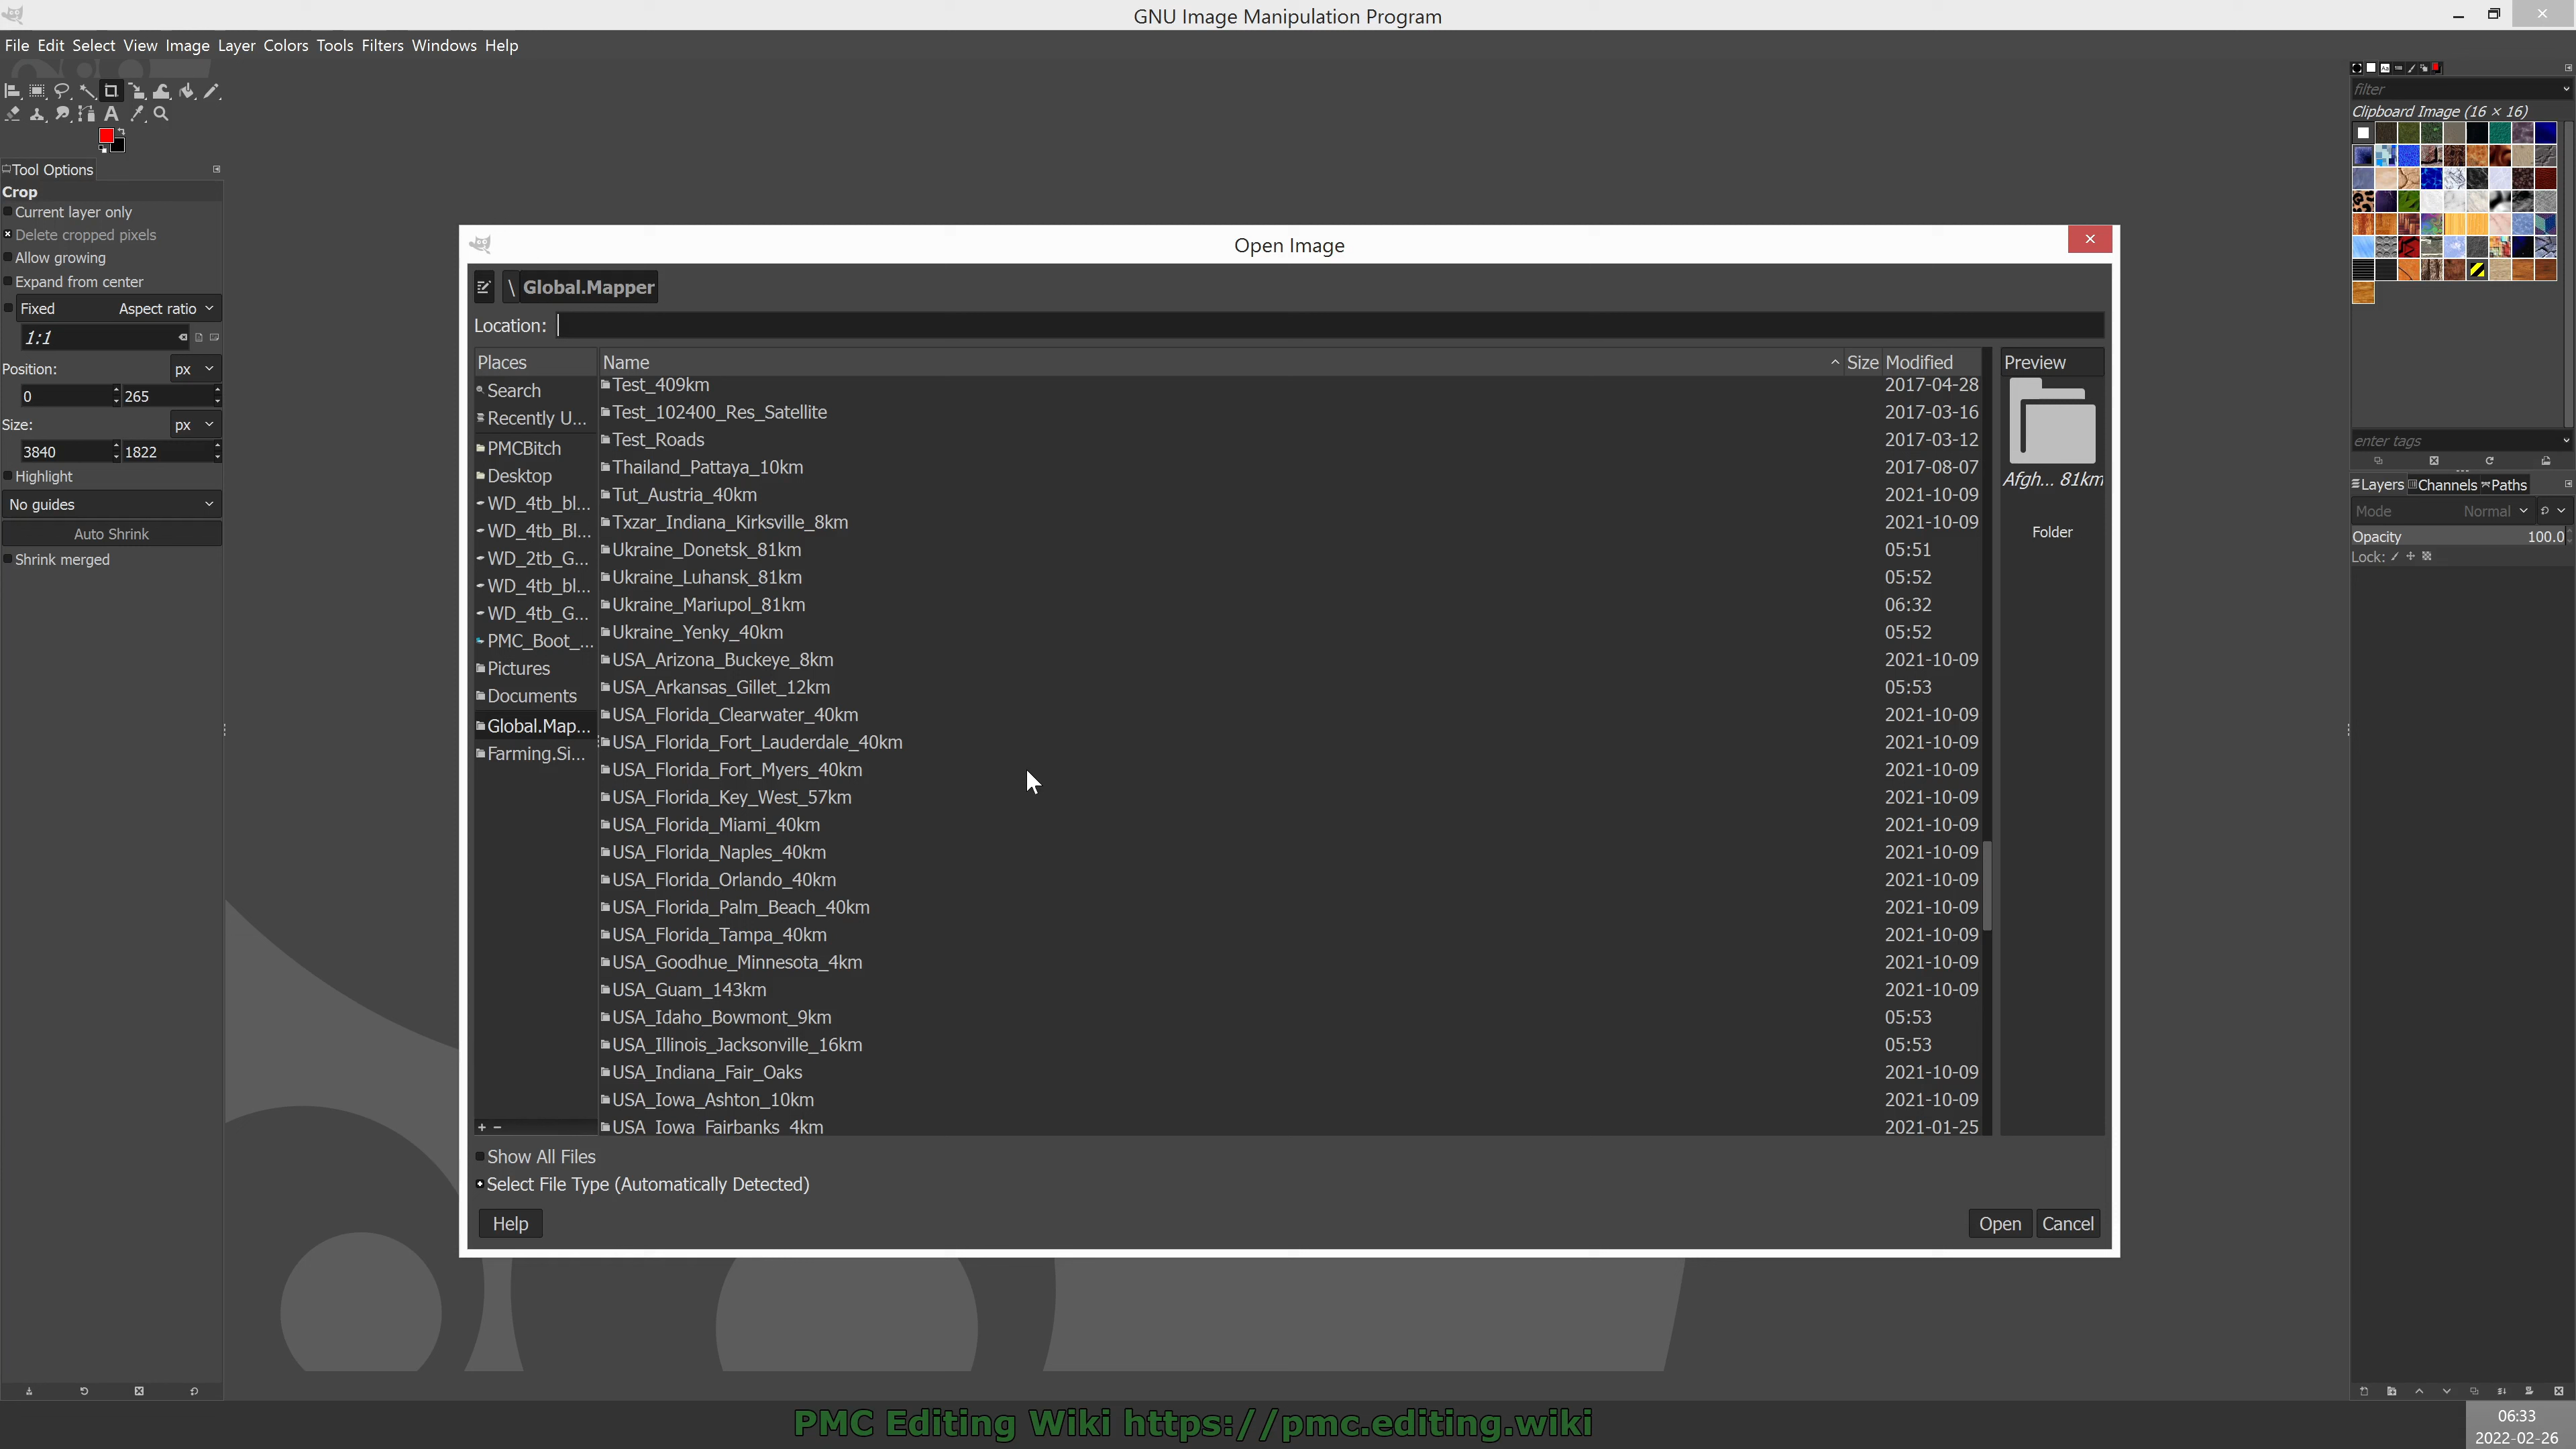 GNU Image Manipulation Program
File Edit Select View Image Layer Colors Tools Filters Windows Help
Tool Options
Crop
Current layer only
Delete cropped pixels
Allow growing
Expand from center
Fixed Aspect ratio
1:1
Position: px
0 265
Size: px
3840 1822
Highlight
No guides
Auto Shrink
Shrink merged
Open Image
\ Global.Mapper
Location:
Places
Search
Recently U...
PMCBitch
Desktop
WD_4tb_bl...
WD_4tb_Bl...
WD_2tb_G...
WD_4tb_bl...
WD_4tb_G...
PMC_Boot_...
Pictures
Documents
Global.Map...
Farming.Si...
Name Size Modified
Test_409km 2017-04-28
Test_102400_Res_Satellite 2017-03-16
Test_Roads 2017-03-12
Thailand_Pattaya_10km 2017-08-07
Tut_Austria_40km 2021-10-09
Txzar_Indiana_Kirksville_8km 2021-10-09
Ukraine_Donetsk_81km 05:51
Ukraine_Luhansk_81km 05:52
Ukraine_Mariupol_81km 06:32
Ukraine_Yenky_40km 05:52
USA_Arizona_Buckeye_8km 2021-10-09
USA_Arkansas_Gillet_12km 05:53
USA_Florida_Clearwater_40km 2021-10-09
USA_Florida_Fort_Lauderdale_40km 2021-10-09
USA_Florida_Fort_Myers_40km 2021-10-09
USA_Florida_Key_West_57km 2021-10-09
USA_Florida_Miami_40km 2021-10-09
USA_Florida_Naples_40km 2021-10-09
USA_Florida_Orlando_40km 2021-10-09
USA_Florida_Palm_Beach_40km 2021-10-09
USA_Florida_Tampa_40km 2021-10-09
USA_Goodhue_Minnesota_4km 2021-10-09
USA_Guam_143km 2021-10-09
USA_Idaho_Bowmont_9km 05:53
USA_Illinois_Jacksonville_16km 05:53
USA_Indiana_Fair_Oaks 2021-10-09
USA_Iowa_Ashton_10km 2021-10-09
USA_Iowa_Fairbanks_4km 2021-01-25
Preview
Afgh... 81km
Folder
Show All Files
Select File Type (Automatically Detected)
Help Open Cancel
filter
Clipboard Image (16 × 16)
enter tags
Layers Channels Paths
Mode Normal
Opacity 100.0
Lock:
PMC Editing Wiki https://pmc.editing.wiki
06:33
2022-02-26